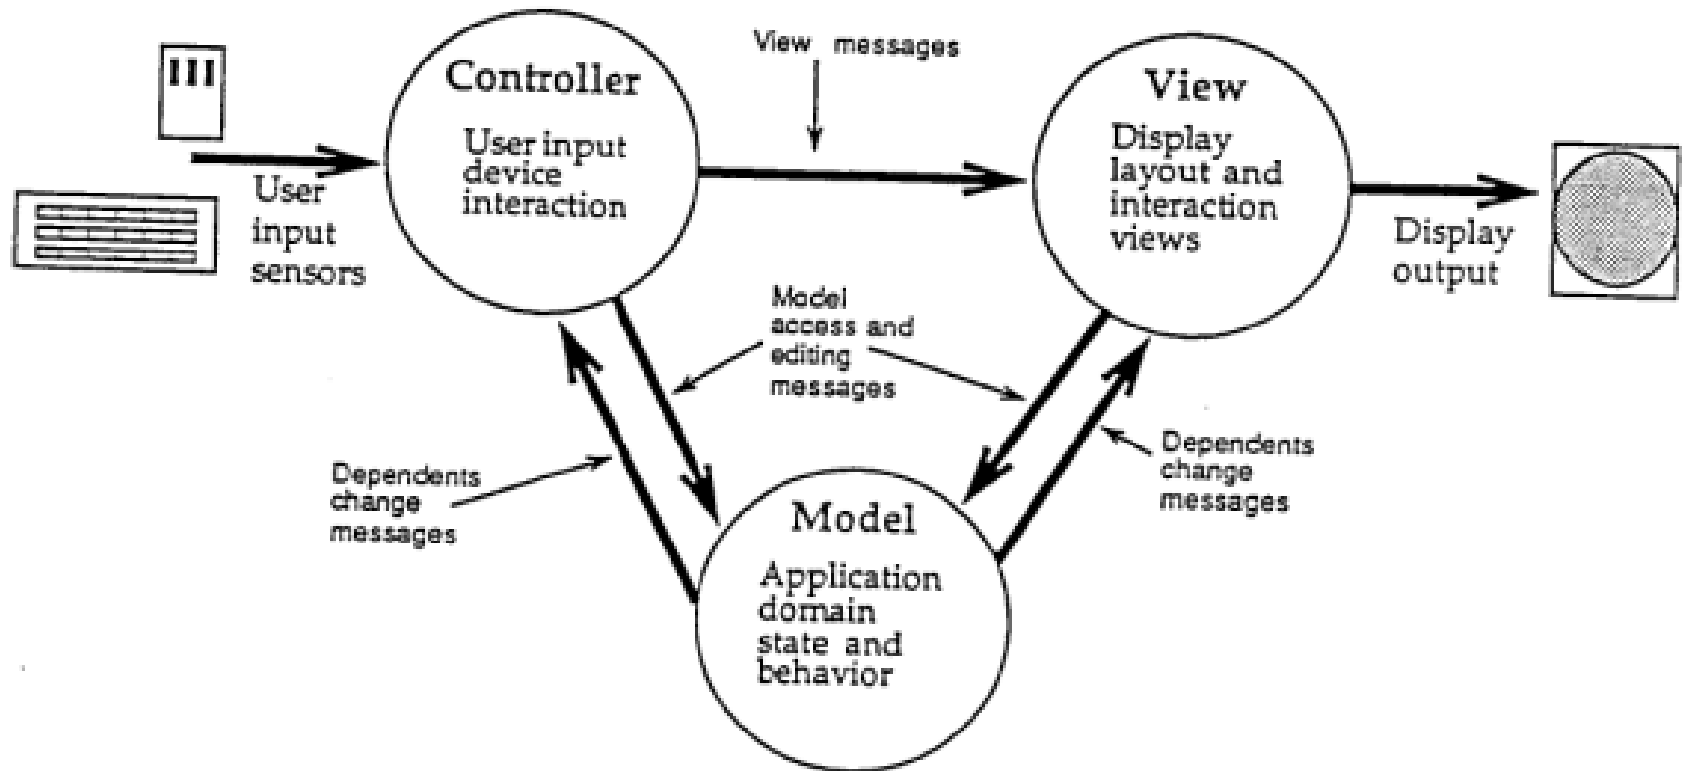 View messages
Controller
User input
device
interaction
View
Display
layout and
interaction
views
User
input
sensors
Display
output
Model
access and
editing
messages
Dependents
change
messages
Dependents
change
messages
Model
Application
domain
state and
behavior